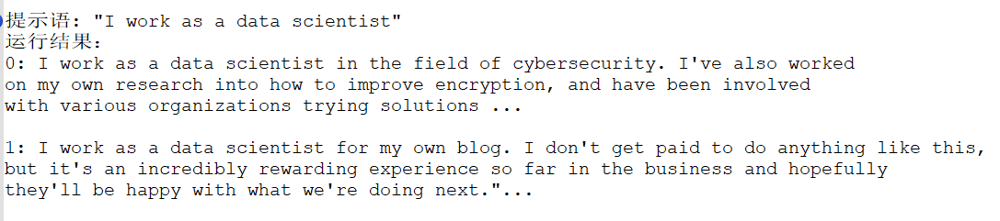 提示语: "I work as a data scientist"
运行结果:
0: I work as a data scientist in the field of cybersecurity. I've also worked
on my own research into how to improve encryption, and have been involved
with various organizations trying solutions ...
1: I work as a data scientist for my own blog. I don't get paid to do anything like this,
but it's an incredibly rewarding experience so far in the business and hopefully
they'll be happy with what we're doing next."...